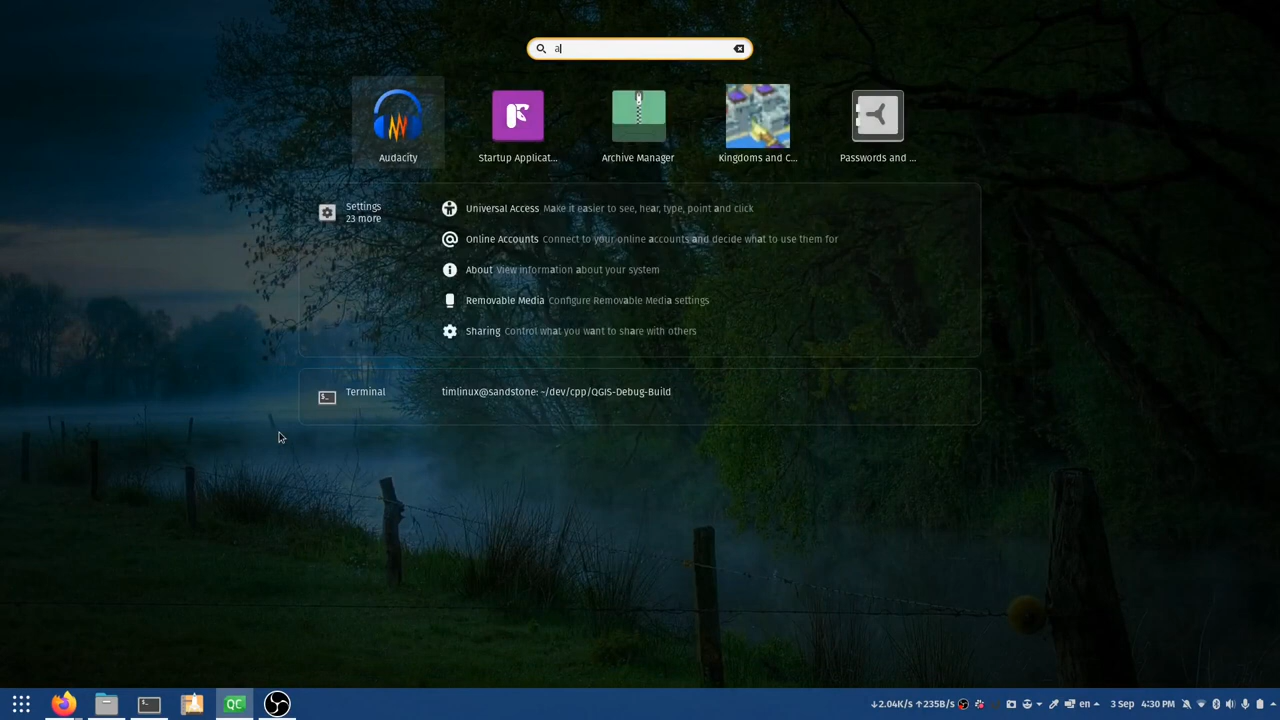 a
Audacity
Startup Applicat...
Archive Manager
Kingdoms and C...
Passwords and ...
Settings
23 more
Universal Access Make it easier to see, hear, type, point and click
Online Accounts Connect to your online accounts and decide what to use them for
About View information about your system
Removable Media Configure Removable Media settings
Sharing Control what you want to share with others
Terminal
timlinux@sandstone: ~/dev/cpp/QGIS-Debug-Build
$_
QC
↓2.04K/s ↑235B/s
en
3 Sep 4:30 PM